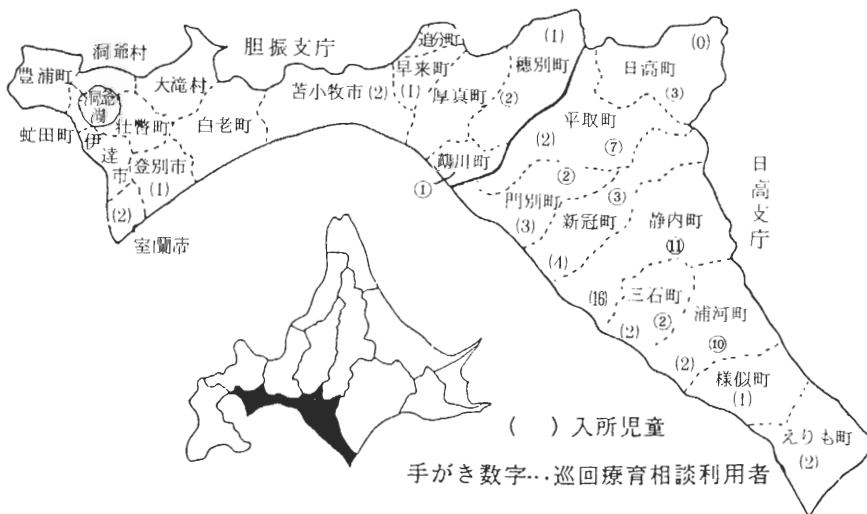 胆振支庁
洞爺村
豊浦町
大滝村
洞爺湖
虻田町
壮瞥町
伊達市
(2)
登別市
(1)
室蘭市
白老町
苫小牧市(2)
追分町
早来町
(1)
厚真町
②
穂別町
(1)
鵡川町
①
日高支庁
日高町
(0)
③
平取町
(2)
⑦
②
門別町
(3)
新冠町
③
(4)
静内町
⑪
(16)
三石町
②
(2)
浦河町
⑩
(2)
様似町
(1)
えりも町
(2)
( )入所児童
手がき数字…巡回療育相談利用者